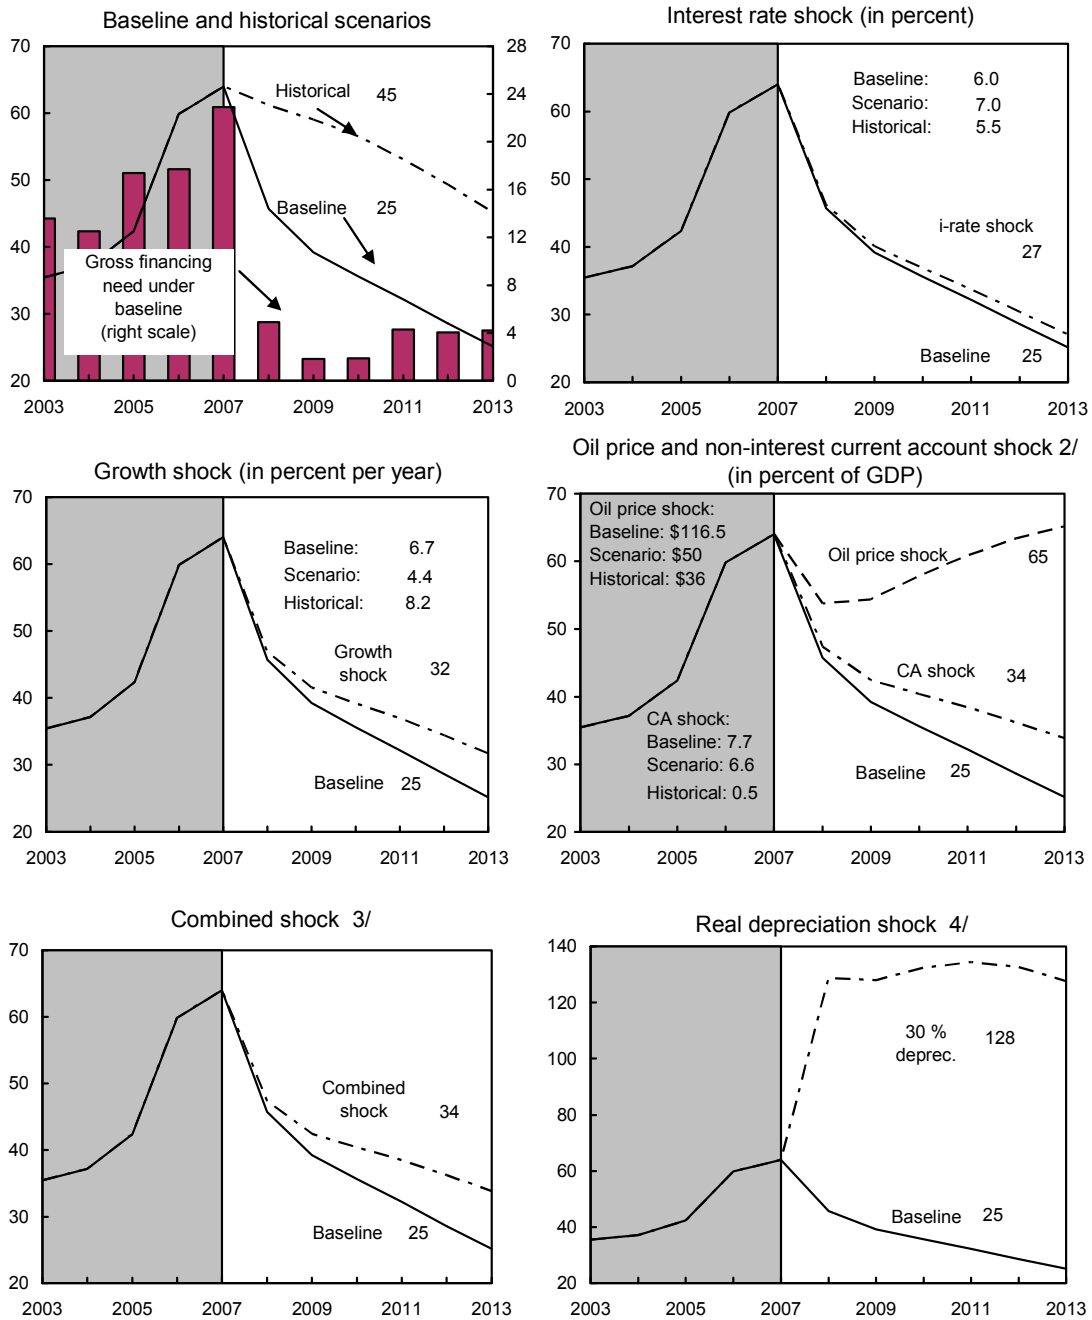 Baseline and historical scenarios
70
60
50
40
30
20
28
24
20
16
12
8
4
0
Historical 45
Baseline 25
Gross financing
need under
baseline
(right scale)
2003 2005 2007 2009 2011 2013
Interest rate shock (in percent)
70
60
50
40
30
20
Baseline: 6.0
Scenario: 7.0
Historical: 5.5
i-rate shock
27
Baseline 25
2003 2005 2007 2009 2011 2013
Growth shock (in percent per year)
70
60
50
40
30
20
Baseline: 6.7
Scenario: 4.4
Historical: 8.2
Growth
shock 32
Baseline 25
2003 2005 2007 2009 2011 2013
Oil price and non-interest current account shock 2/
(in percent of GDP)
70
60
50
40
30
20
Oil price shock:
Baseline: $116.5
Scenario: $50
Historical: $36
Oil price shock 65
CA shock 34
CA shock:
Baseline: 7.7
Scenario: 6.6
Historical: 0.5
Baseline 25
2003 2005 2007 2009 2011 2013
Combined shock 3/
70
60
50
40
30
20
Combined
shock 34
Baseline 25
2003 2005 2007 2009 2011 2013
Real depreciation shock 4/
140
120
100
80
60
40
20
30 %
deprec. 128
Baseline 25
2003 2005 2007 2009 2011 2013